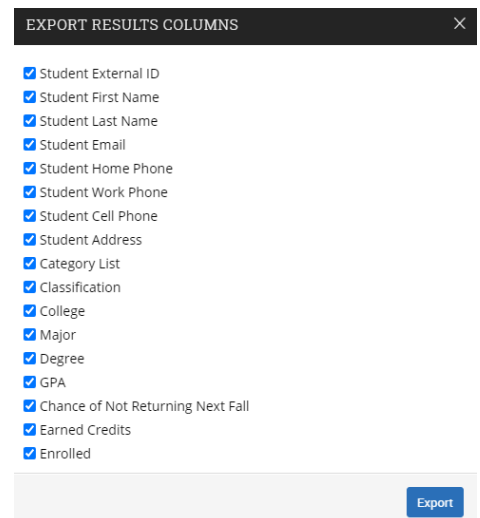 EXPORT RESULTS COLUMNS
Student External ID
Student First Name
Student Last Name
Student Email
Student Home Phone
Student Work Phone
Student Cell Phone
Student Address
Category List
Classification
College
Major
Degree
GPA
Chance of Not Returning Next Fall
Earned Credits
Enrolled
Export